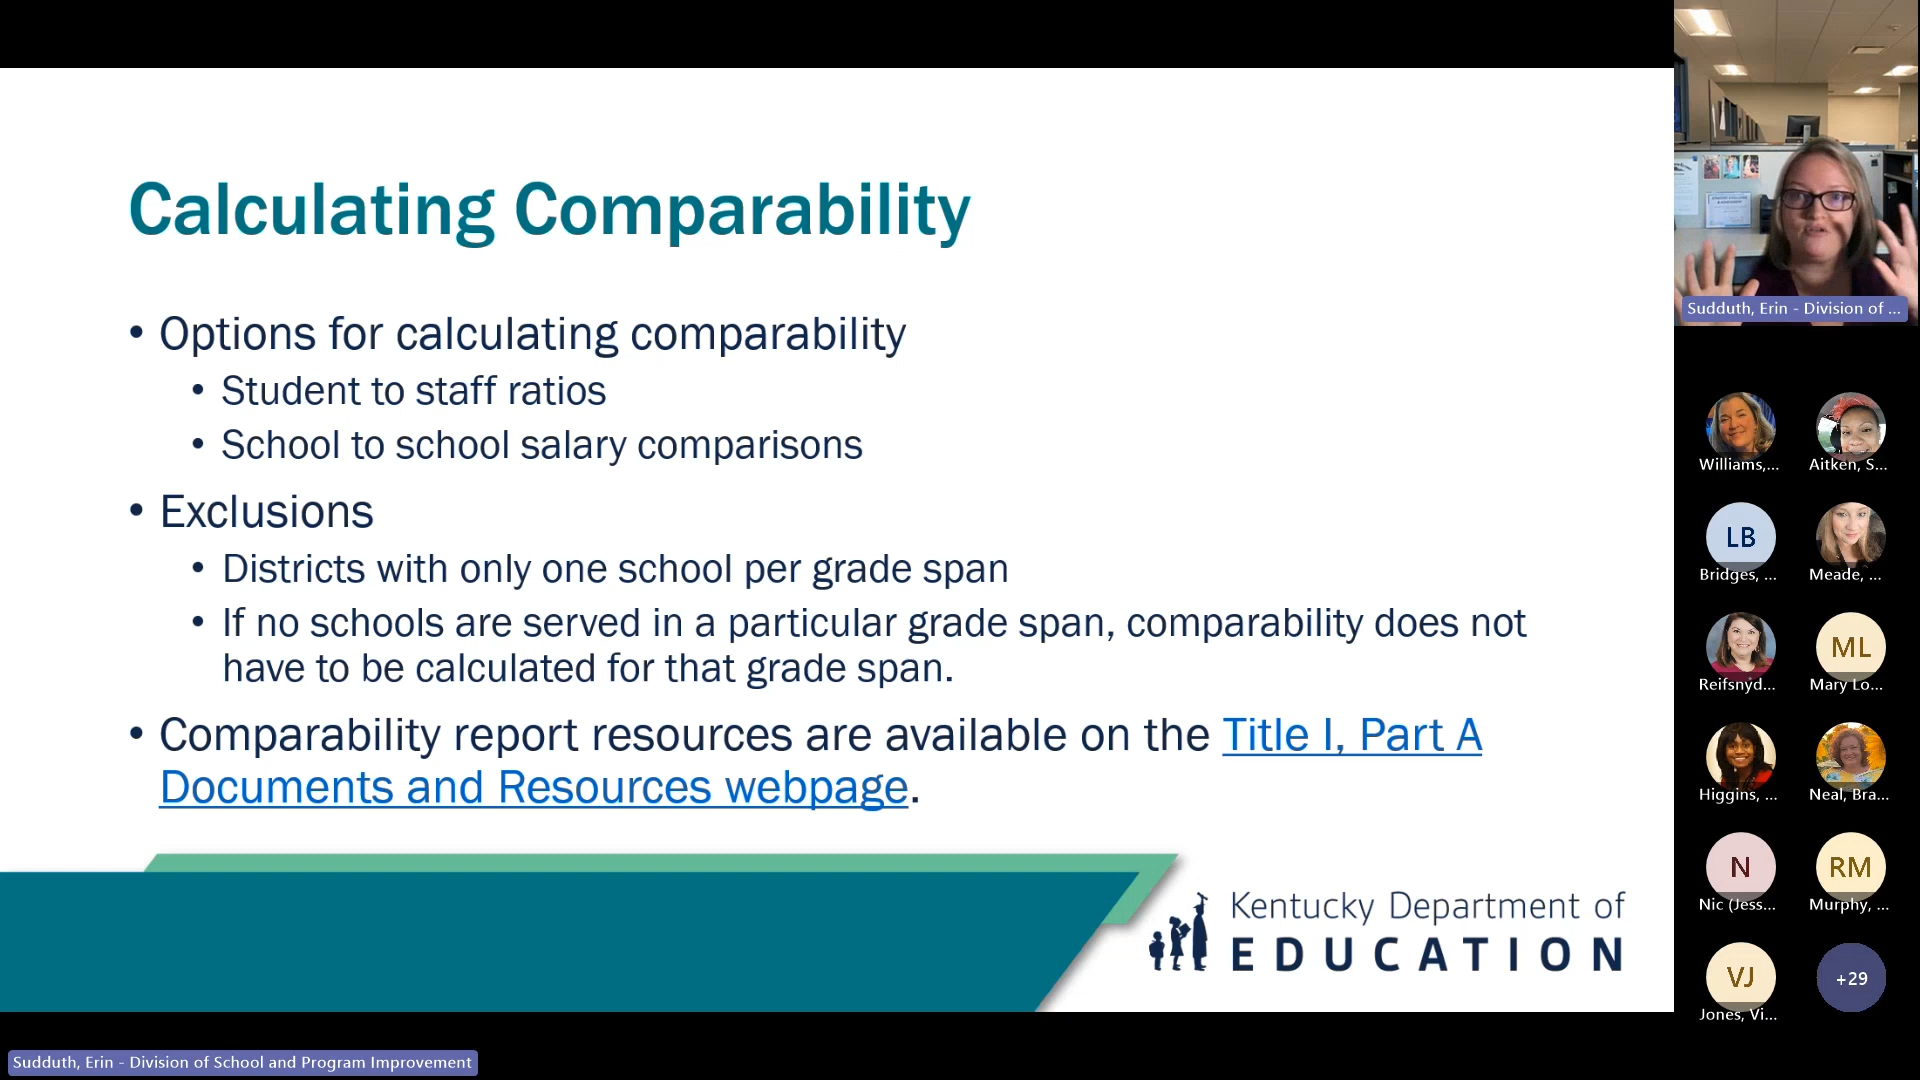 Calculating Comparability
• Options for calculating comparability
• Student to staff ratios
• School to school salary comparisons
• Exclusions
• Districts with only one school per grade span
• If no schools are served in a particular grade span, comparability does not
have to be calculated for that grade span.
• Comparability report resources are available on the Title I, Part A
Documents and Resources webpage.
Kentucky Department of
EDUCATION
Sudduth, Erin - Division of ...
Williams,...
Aitken, S...
LB
Bridges, ...
Meade, ...
Reifsnyd...
ML
Mary Lo...
Higgins, ...
Neal, Bra...
N
Nic (Jess...
RM
Murphy, ...
VJ
Jones, Vi...
+29
Sudduth, Erin - Division of School and Program Improvement